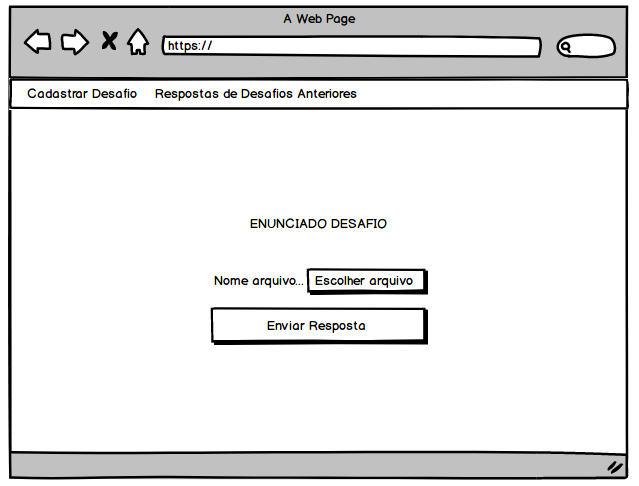 A Web Page
https://
Cadastrar Desafio Respostas de Desafios Anteriores
ENUNCIADO DESAFIO
Nome arquivo... Escolher arquivo
Enviar Resposta